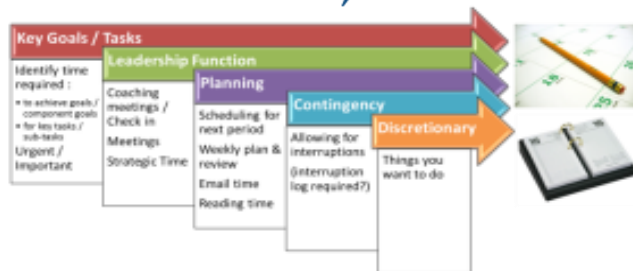 Key Goals / Tasks
Identify time
required :
= to achieve goals /
component goals
= for key tasks /
sub-tasks
Urgent /
Important
Leadership Function
Coaching
meetings /
Check in
Meetings
Strategic Time
Planning
Scheduling for
next period
Weekly plan &
review
Email time
Reading time
Contingency
Allowing for
interruptions
(interruption
log required?)
Discretionary
Things you
want to do